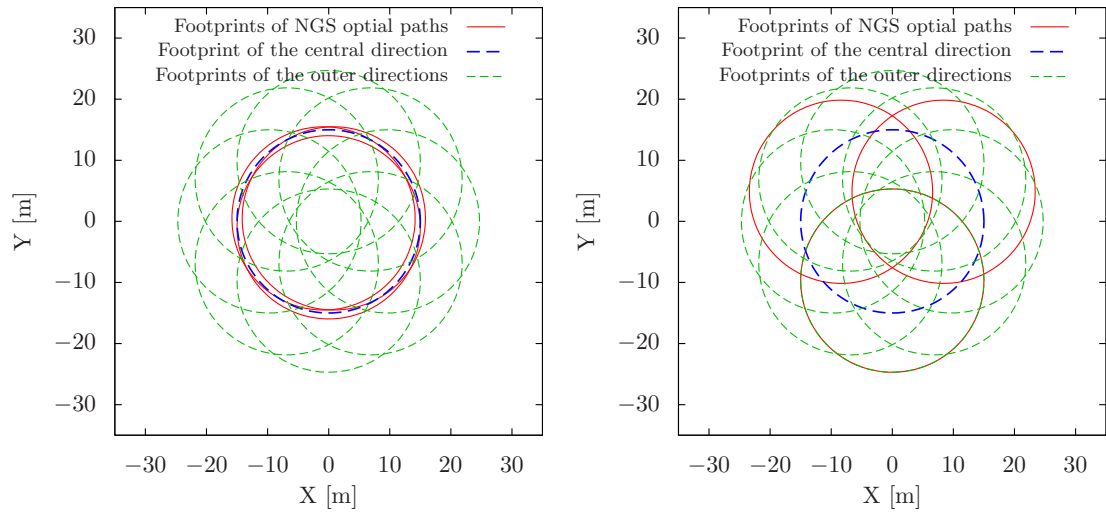 Footprints of NGS optial paths
Footprint of the central direction
Footprints of the outer directions
30
20
10
0
−10
−20
−30
Y [m]
−30 −20 −10 0 10 20 30
X [m]
Footprints of NGS optial paths
Footprint of the central direction
Footprints of the outer directions
30
20
10
0
−10
−20
−30
Y [m]
−30 −20 −10 0 10 20 30
X [m]